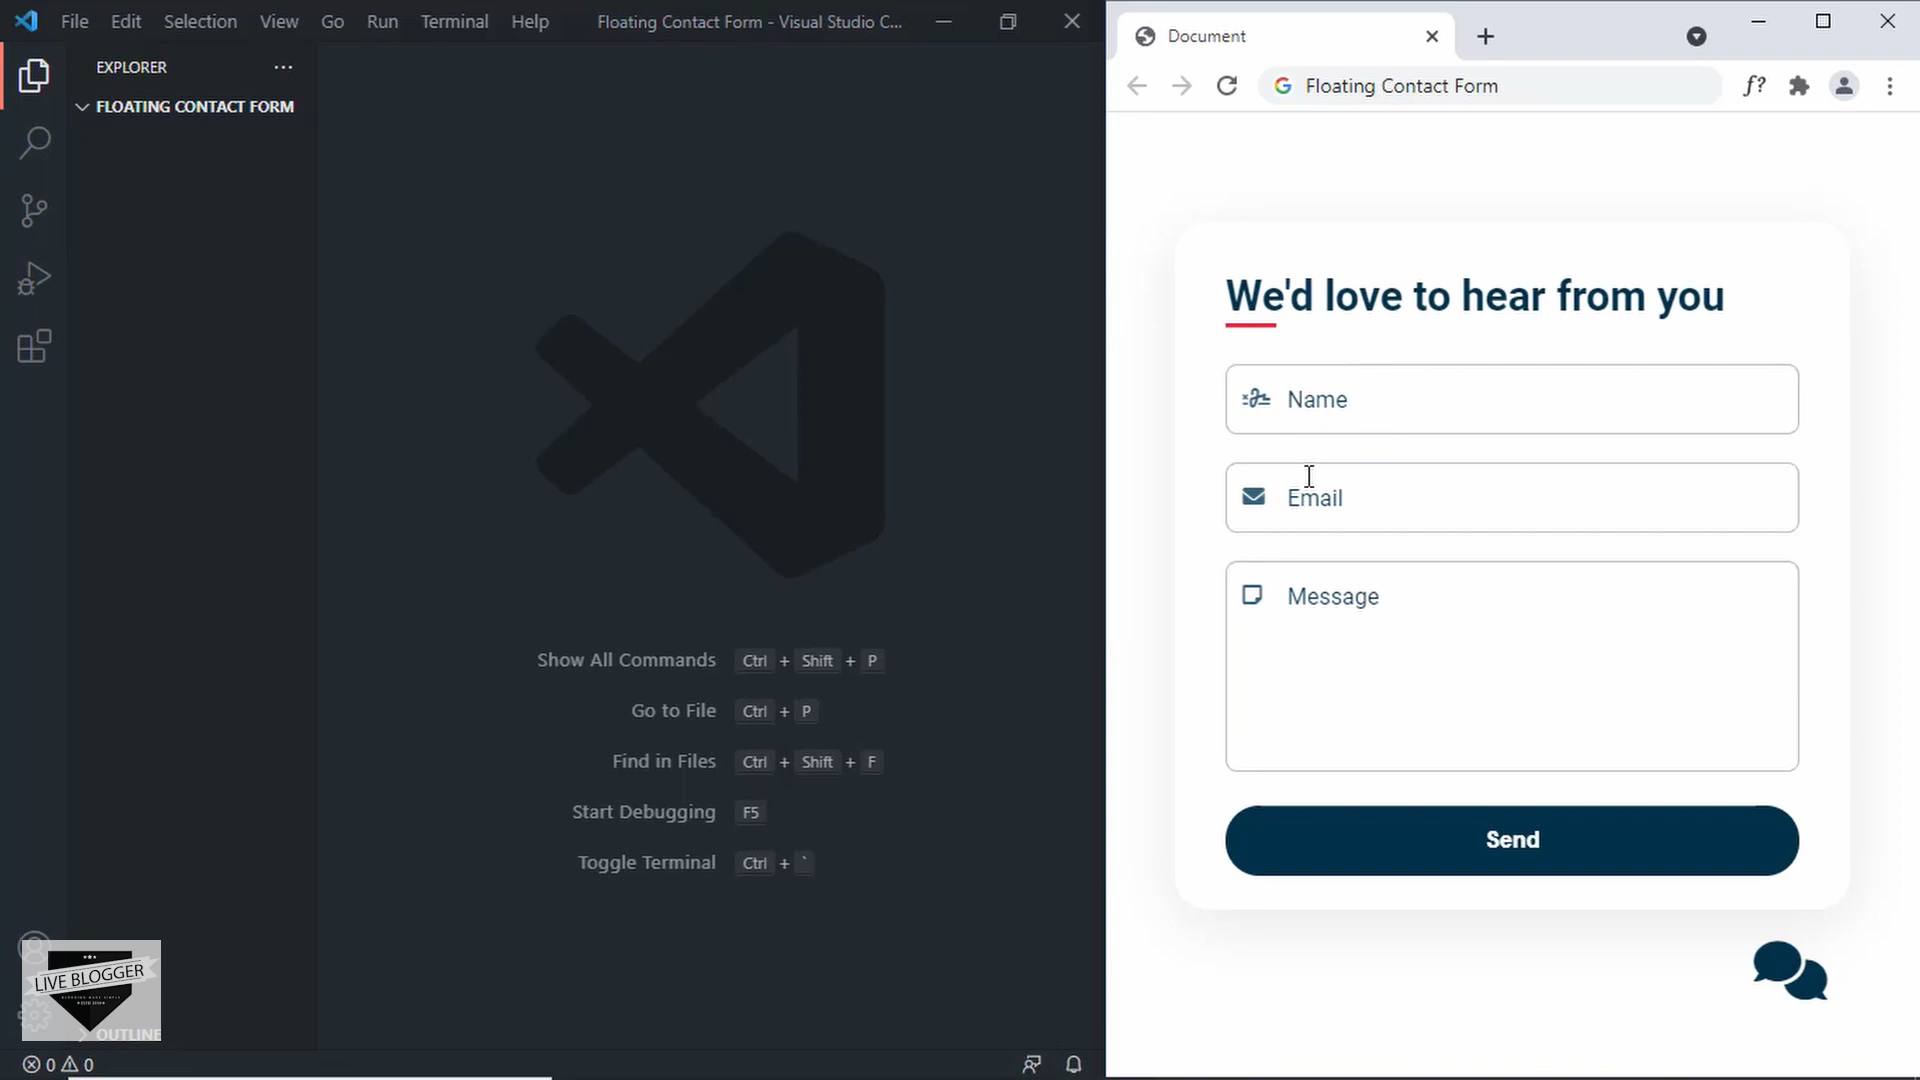 File Edit Selection View Go Run Terminal Help Floating Contact Form - Visual Studio C...
EXPLORER
FLOATING CONTACT FORM
Show All Commands Ctrl + Shift + P
Go to File Ctrl + P
Find in Files Ctrl + Shift + F
Start Debugging F5
Toggle Terminal Ctrl + `
LIVE BLOGGER
OUTLINE
0 0
Document
Floating Contact Form
f?
We'd love to hear from you
Name
Email
Message
Send